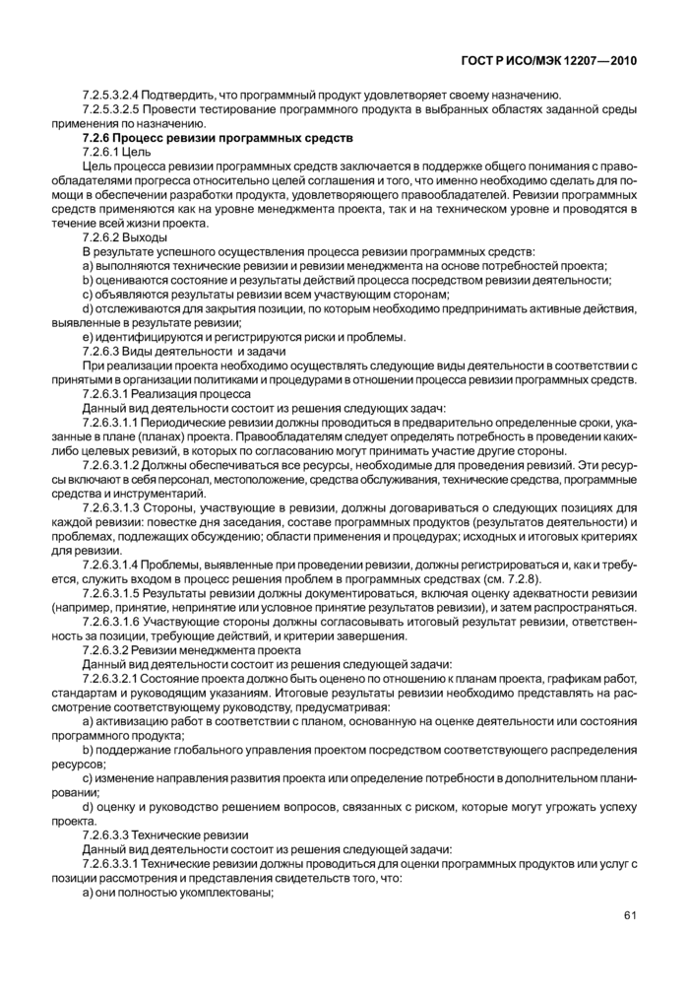 ГОСТ Р ИСО/МЭК 12207—2010
7.2.5.3.2.4 Подтвердить, что программный продукт удовлетворяет своему назначению.
7.2.5.3.2.5 Провести тестирование программного продукта в выбранных областях заданной среды
применения по назначению.
7.2.6 Процесс ревизии программных средств
7.2.6.1 Цель
Цель процесса ревизии программных средств заключается в поддержке общего понимания с право-
обладателями прогресса относительно целей соглашения и того, что именно необходимо сделать для по-
мощи в обеспечении разработки продукта, удовлетворяющего правообладателей. Ревизии программных
средств применяются как на уровне менеджмента проекта, так и на техническом уровне и проводятся в
течение всей жизни проекта.
7.2.6.2 Выходы
В результате успешного осуществления процесса ревизии программных средств:
a) выполняются технические ревизии и ревизии менеджмента на основе потребностей проекта;
b) оцениваются состояние и результаты действий процесса посредством ревизии деятельности;
c) объявляются результаты ревизии всем участвующим сторонам;
d) отслеживаются для закрытия позиции, по которым необходимо предпринимать активные действия,
выявленные в результате ревизии;
e) идентифицируются и регистрируются риски и проблемы.
7.2.6.3 Виды деятельности и задачи
При реализации проекта необходимо осуществлять следующие виды деятельности в соответствии с
принятыми в организации политиками и процедурами в отношении процесса ревизии программных средств.
7.2.6.3.1 Реализация процесса
Данный вид деятельности состоит из решения следующих задач:
7.2.6.3.1.1 Периодические ревизии должны проводиться в предварительно определенные сроки, ука-
занные в плане (планах) проекта. Правообладателям следует определять потребность в проведении каких-
либо целевых ревизий, в которых по согласованию могут принимать участие другие стороны.
7.2.6.3.1.2 Должны обеспечиваться все ресурсы, необходимые для проведения ревизий. Эти ресур-
сы включают в себя персонал, местоположение, средства обслуживания, технические средства, программные
средства и инструментарий.
7.2.6.3.1.3 Стороны, участвующие в ревизии, должны договариваться о следующих позициях для
каждой ревизии: повестке дня заседания, составе программных продуктов (результатов деятельности) и
проблемах, подлежащих обсуждению; области применения и процедурах; исходных и итоговых критериях
для ревизии.
7.2.6.3.1.4 Проблемы, выявленные при проведении ревизии, должны регистрироваться и, как и требу-
ется, служить входом в процесс решения проблем в программных средствах (см. 7.2.8).
7.2.6.3.1.5 Результаты ревизии должны документироваться, включая оценку адекватности ревизии
(например, принятие, непринятие или условное принятие результатов ревизии), и затем распространяться.
7.2.6.3.1.6 Участвующие стороны должны согласовывать итоговый результат ревизии, ответствен-
ность за позиции, требующие действий, и критерии завершения.
7.2.6.3.2 Ревизии менеджмента проекта
Данный вид деятельности состоит из решения следующей задачи:
7.2.6.3.2.1 Состояние проекта должно быть оценено по отношению к планам проекта, графикам работ,
стандартам и руководящим указаниям. Итоговые результаты ревизии необходимо представлять на рас-
смотрение соответствующему руководству, предусматривая:
a) активизацию работ в соответствии с планом, основанную на оценке деятельности или состояния
программного продукта;
b) поддержание глобального управления проектом посредством соответствующего распределения
ресурсов;
c) изменение направления развития проекта или определение потребности в дополнительном плани-
ровании;
d) оценку и руководство решением вопросов, связанных с риском, которые могут угрожать успеху
проекта.
7.2.6.3.3 Технические ревизии
Данный вид деятельности состоит из решения следующей задачи:
7.2.6.3.3.1 Технические ревизии должны проводиться для оценки программных продуктов или услуг с
позиции рассмотрения и представления свидетельств того, что:
a) они полностью укомплектованы;
61